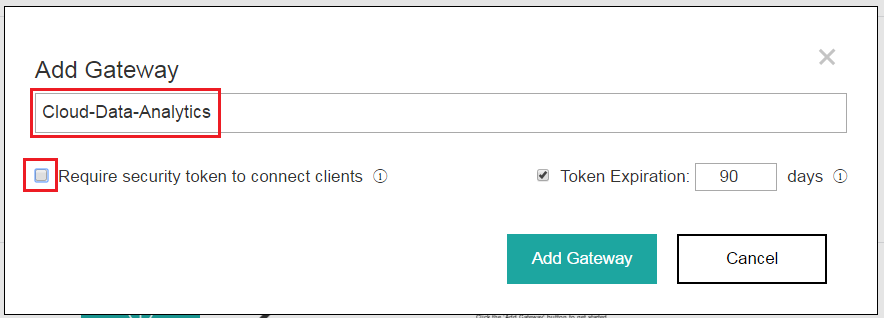 Add Gateway
Cloud-Data-Analytics
Require security token to connect clients
Token Expiration: 90 days
Add Gateway
Cancel
Click the 'Add Gateway' button to get started